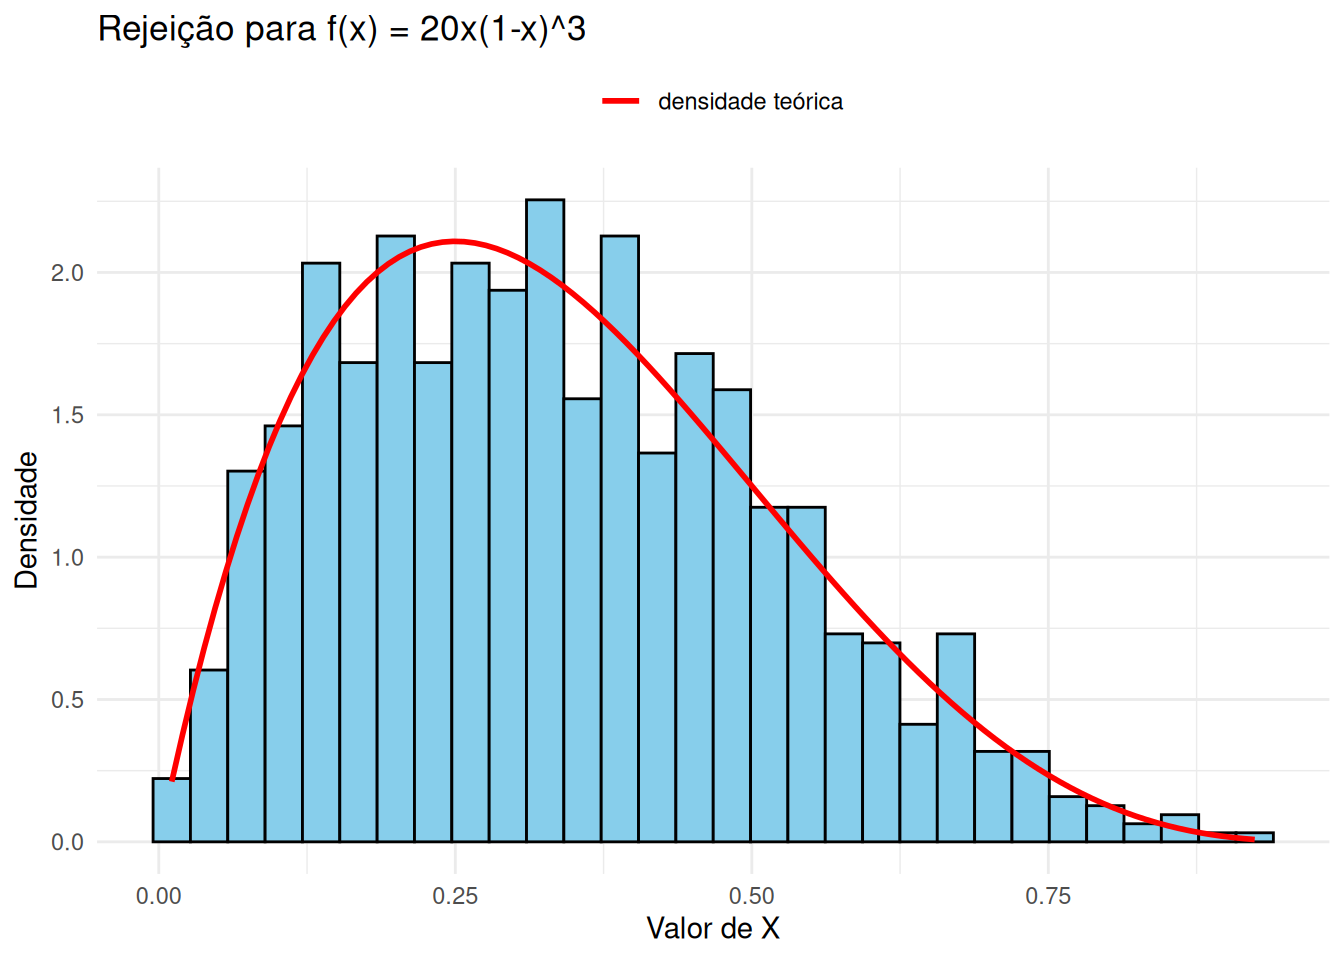 Rejeição para f(x) = 20x(1-x)^3
densidade teórica
Densidade
2.0
1.5
1.0
0.5
0.0
0.00 0.25 0.50 0.75
Valor de X